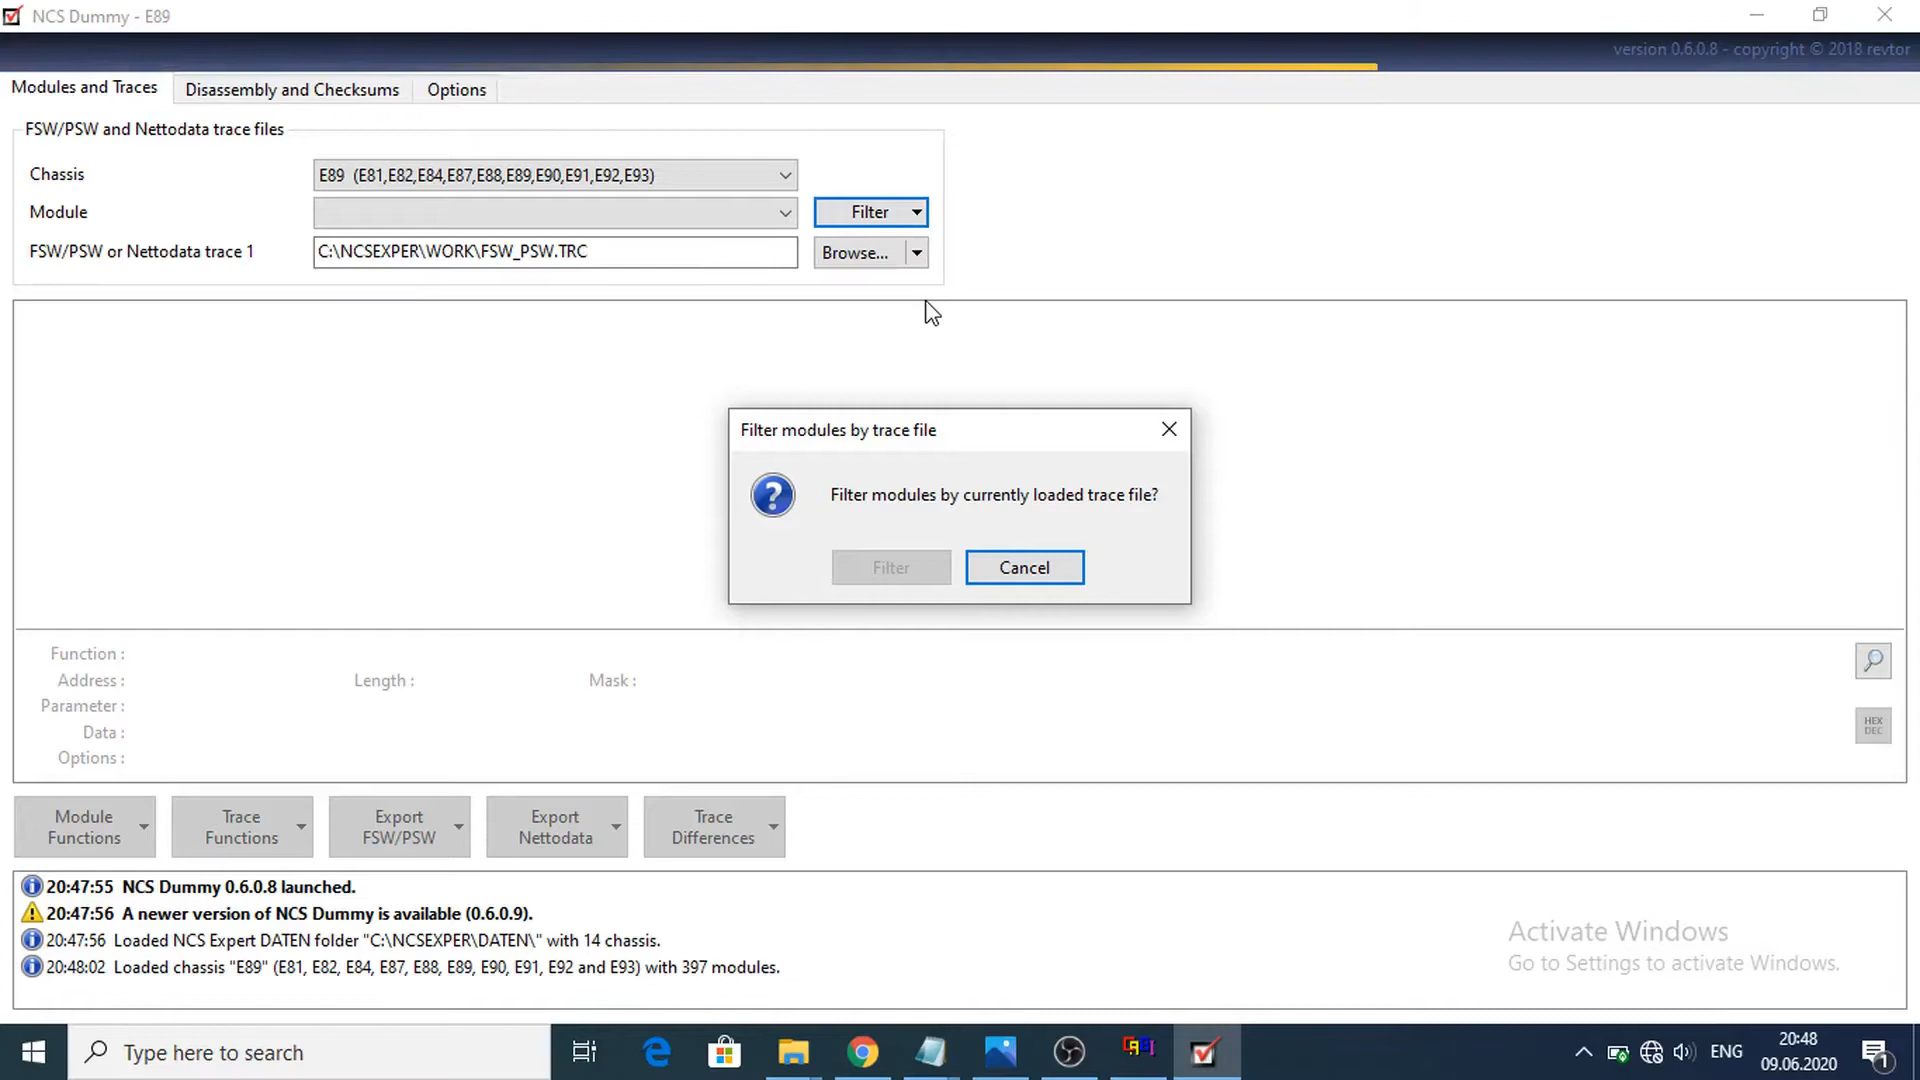 NCS Dummy - E89
version 0.6.0.8 - copyright © 2018 revtor
Modules and Traces
Disassembly and Checksums
Options
FSW/PSW and Nettodata trace files
Chassis
E89 (E81,E82,E84,E87,E88,E89,E90,E91,E92,E93)
Module
Filter
FSW/PSW or Nettodata trace 1
C:\NCSEXPER\WORK\FSW_PSW.TRC
Browse...
Filter modules by trace file
Filter modules by currently loaded trace file?
Filter
Cancel
Function :
Address :
Length :
Mask :
Parameter :
Data :
Options :
HEX
DEC
Module
Functions
Trace
Functions
Export
FSW/PSW
Export
Nettodata
Trace
Differences
20:47:55 NCS Dummy 0.6.0.8 launched.
20:47:56 A newer version of NCS Dummy is available (0.6.0.9).
20:47:56 Loaded NCS Expert DATEN folder "C:\NCSEXPER\DATEN\" with 14 chassis.
20:48:02 Loaded chassis "E89" (E81, E82, E84, E87, E88, E89, E90, E91, E92 and E93) with 397 modules.
Activate Windows
Go to Settings to activate Windows.
Type here to search
ENG
20:48
09.06.2020
1